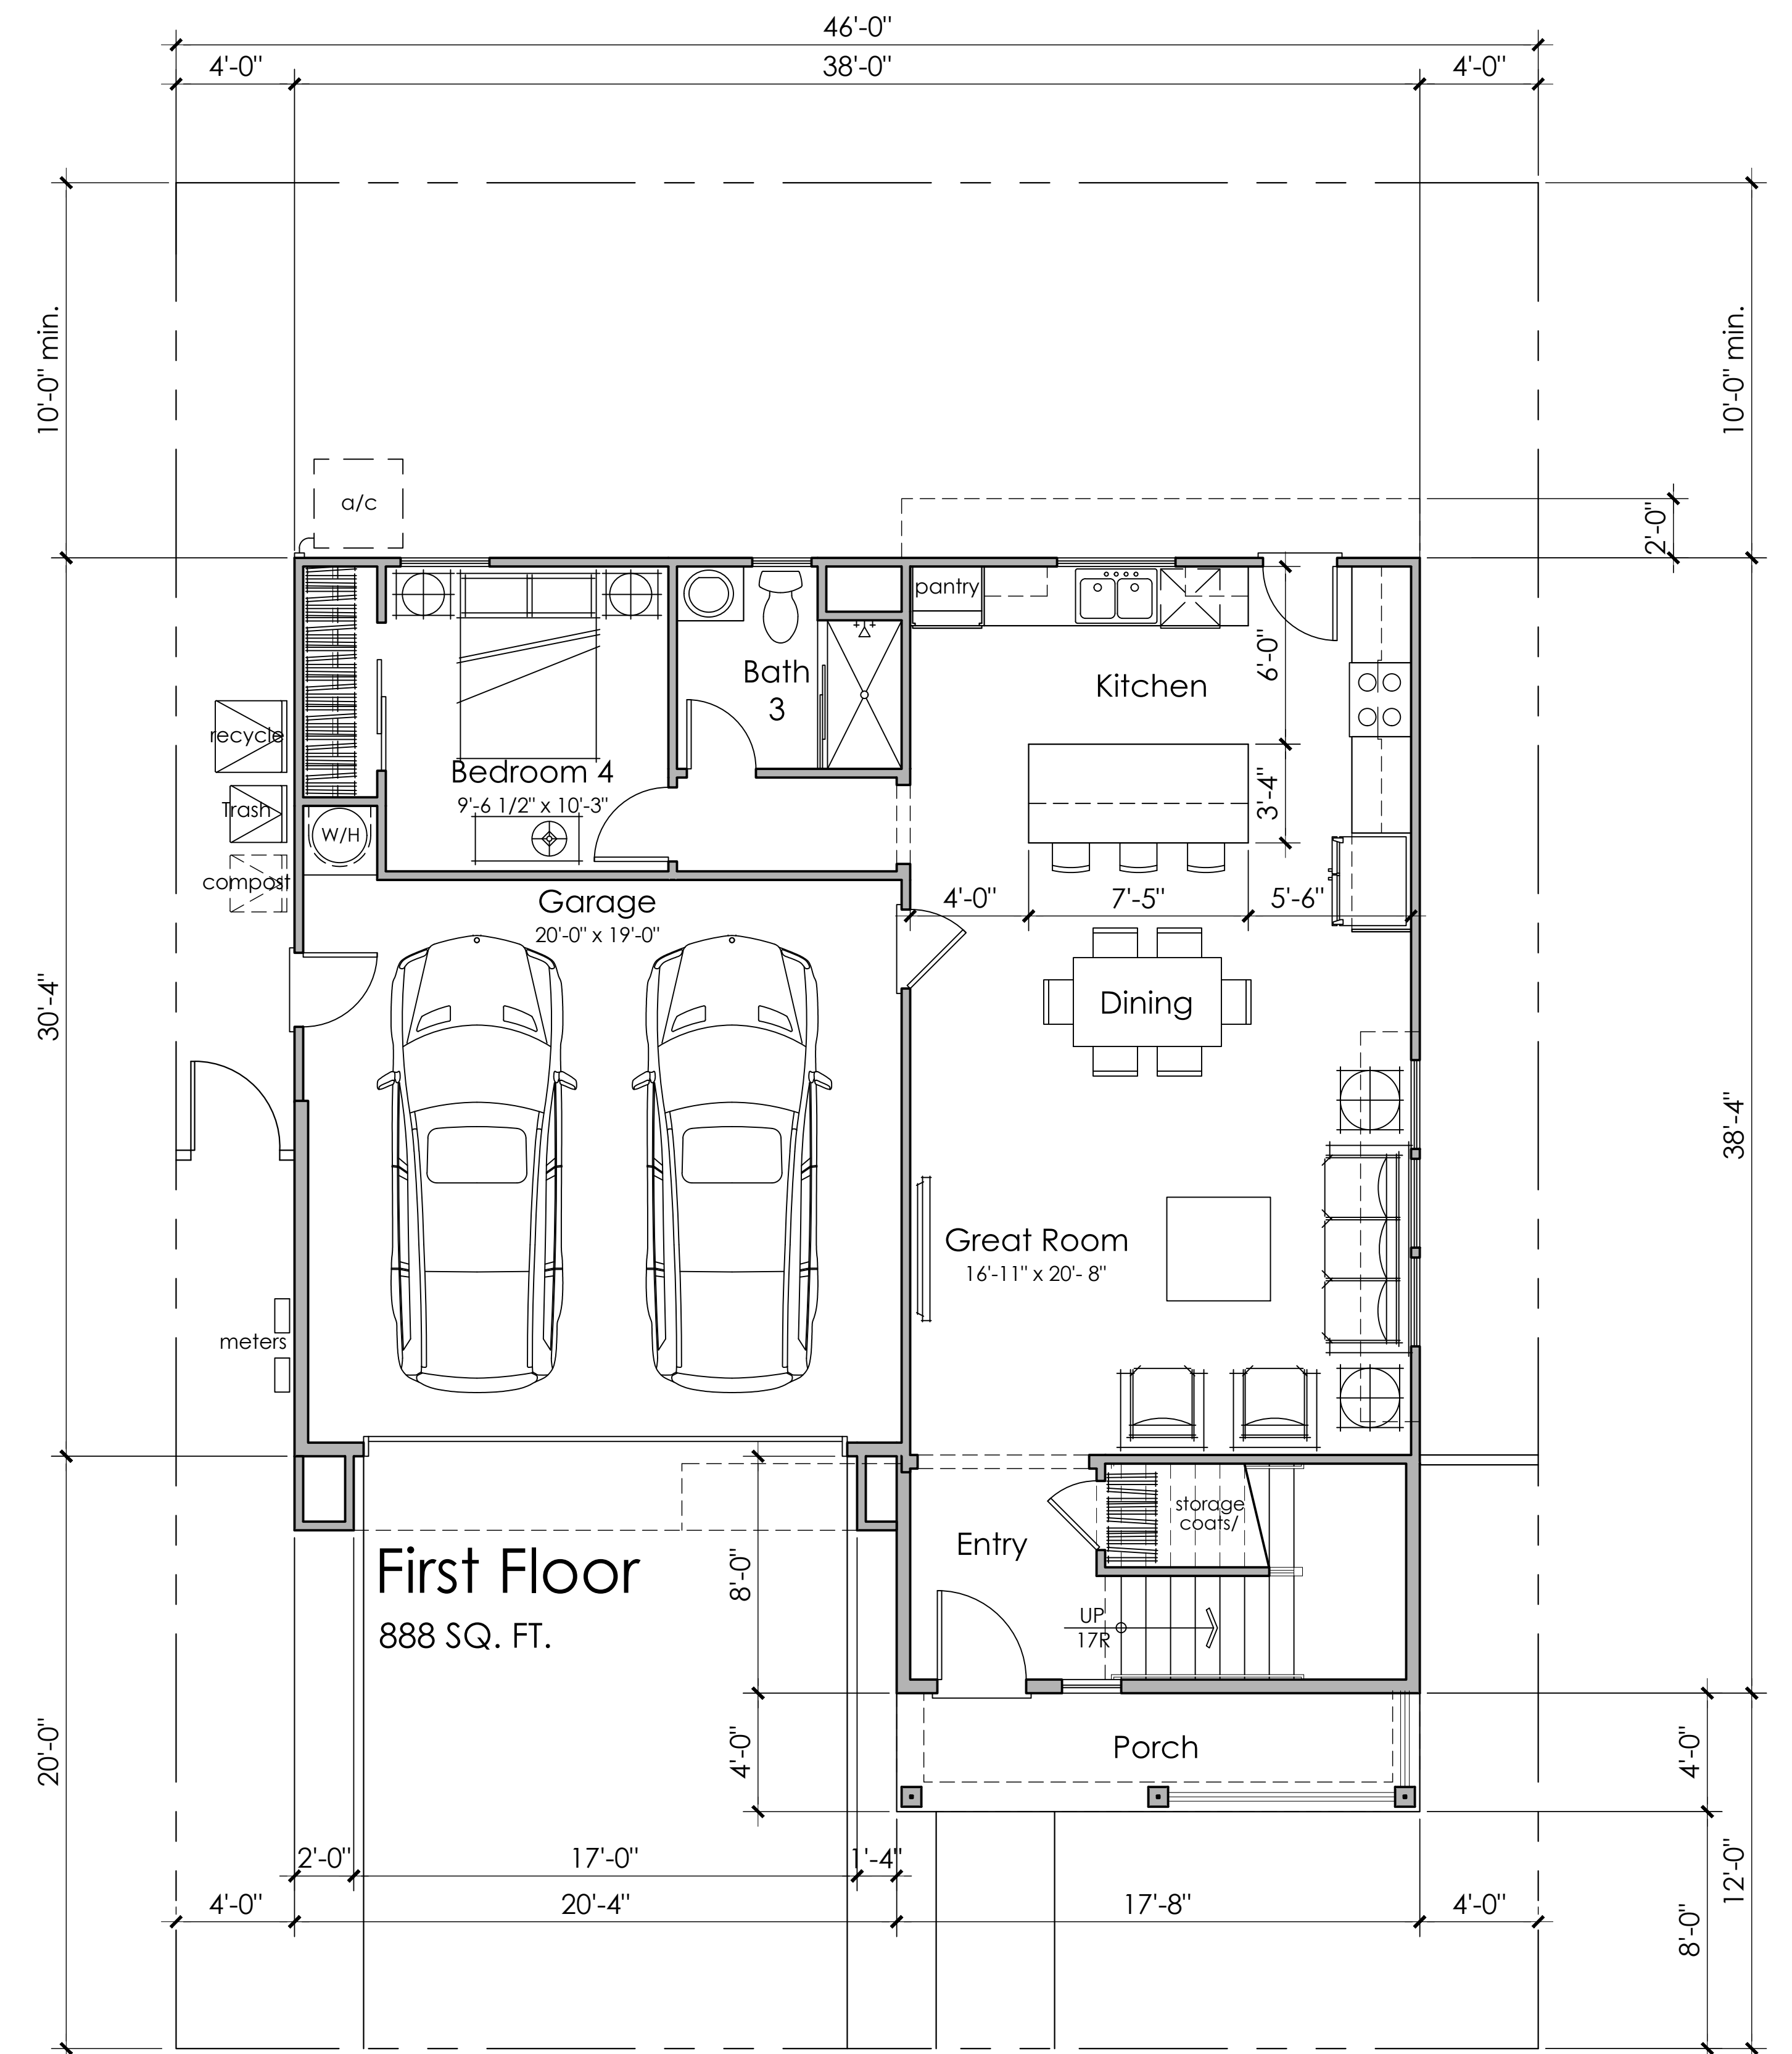 46'-0"
4'-0"
38'-0"
4'-0"
10'-0" min.
10'-0" min.
a/c
2'-0"
pantry
6'-0"
Bath
3
Kitchen
recycle
Bedroom 4
9'-6 1/2" x 10'-3"
3'-4"
Trash
W/H
compost
Garage
20'-0" x 19'-0"
4'-0"
7'-5"
5'-6"
Dining
30'-4"
38'-4"
Great Room
16'-11" x 20'- 8"
meters
storage
coats/
Entry
First Floor
888 SQ. FT.
8'-0"
UP
17R
20'-0"
4'-0"
Porch
4'-0"
2'-0"
17'-0"
1'-4"
12'-0"
4'-0"
20'-4"
17'-8"
4'-0"
8'-0"